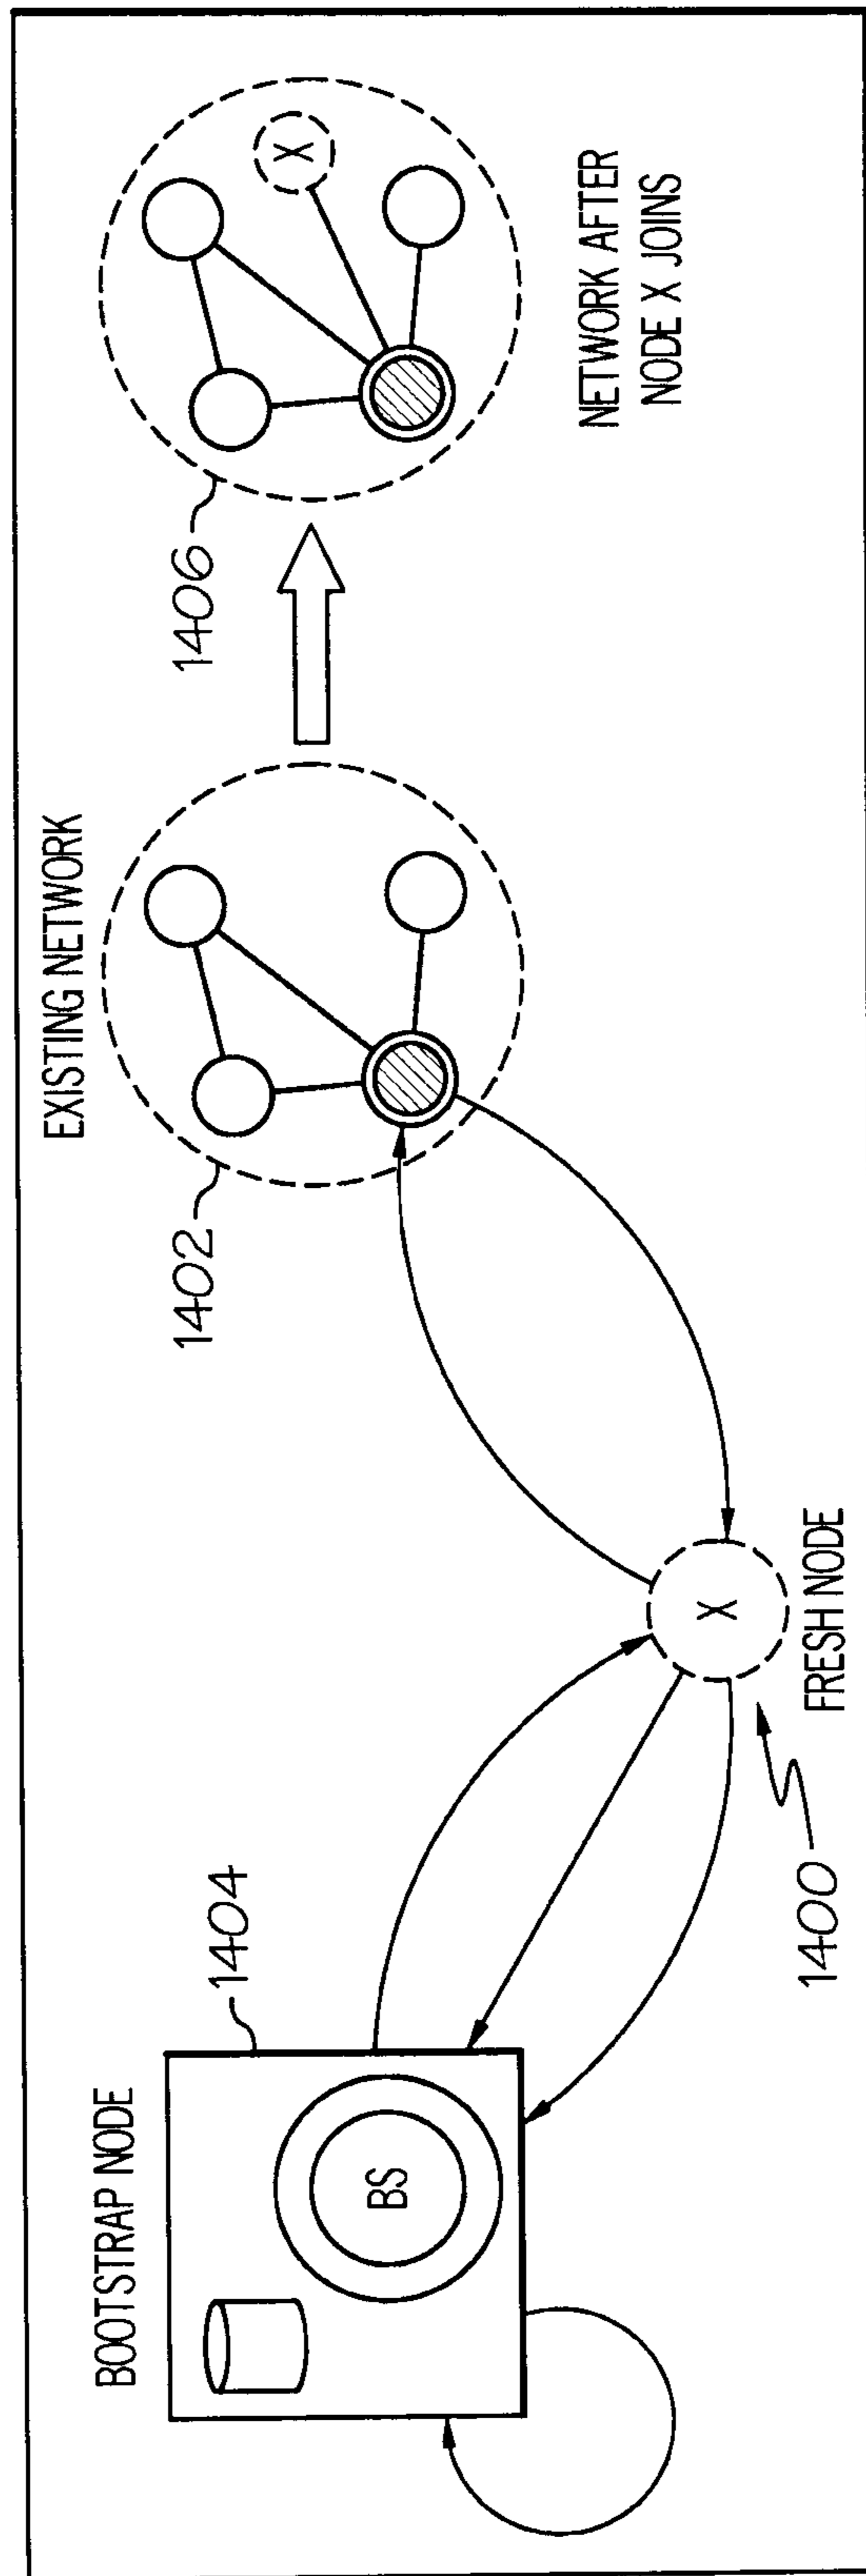 BOOTSTRAP NODE
1404
BS
1400
FRESH NODE
X
EXISTING NETWORK
1402
1406
X
NETWORK AFTER
NODE X JOINS